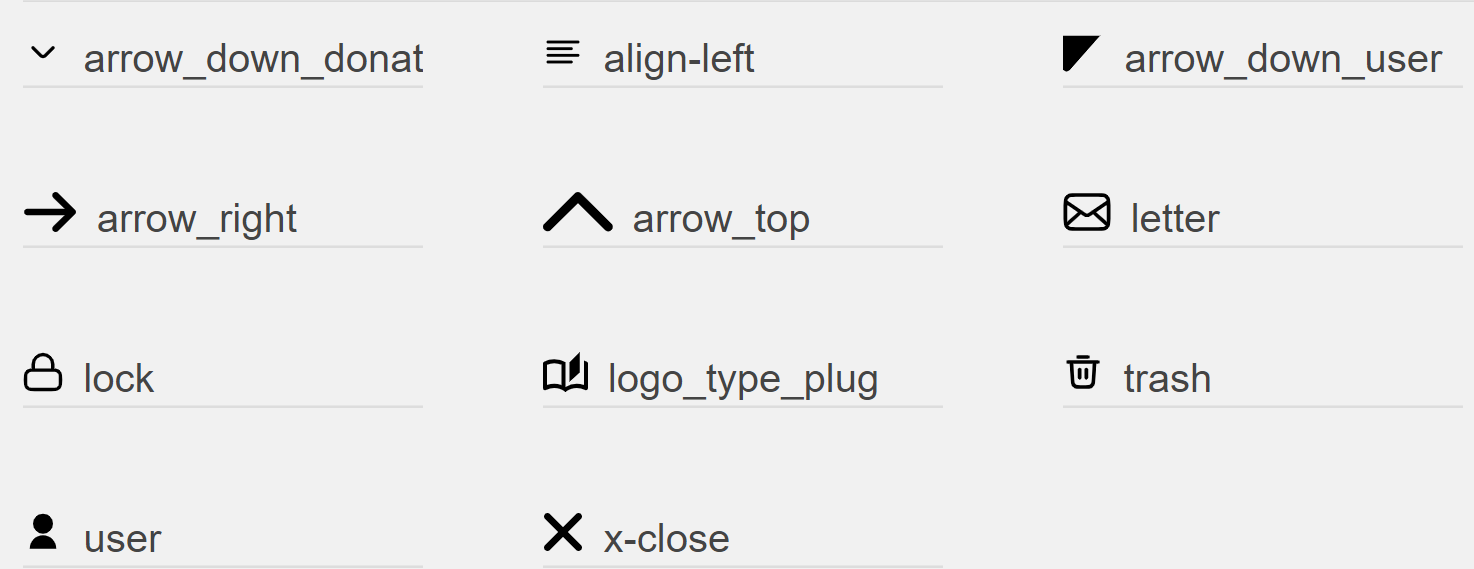 arrow_down_donat
align-left
arrow_down_user
arrow_right
arrow_top
letter
lock
logo_type_plug
trash
user
x-close